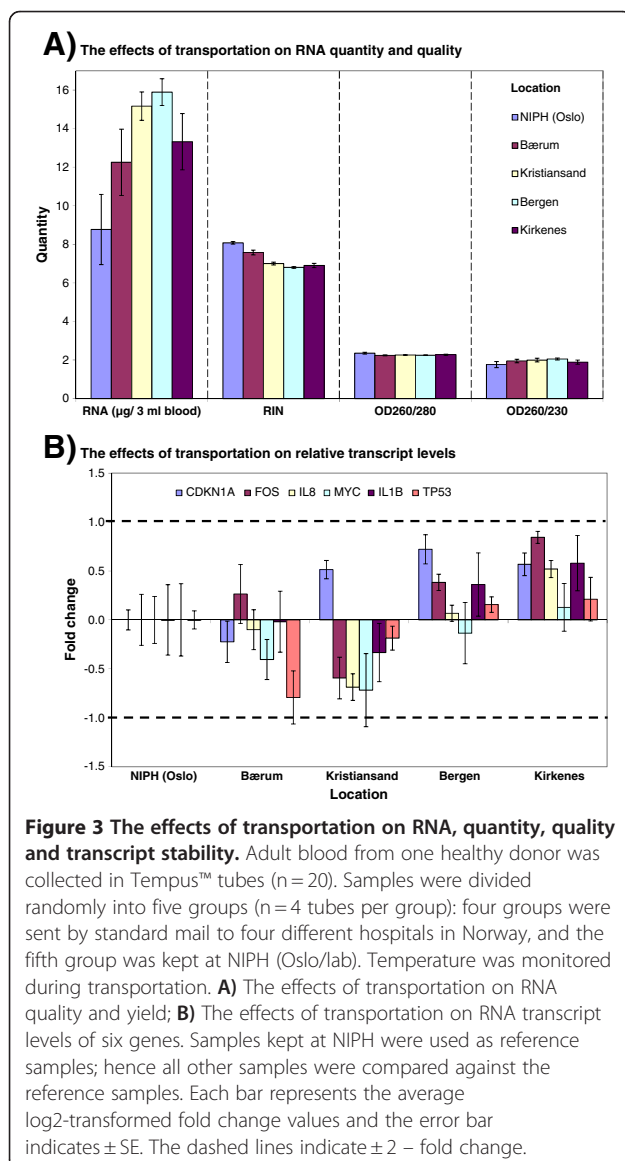 A) The effects of transportation on RNA quantity and quality
16
14
12
10
8
6
4
2
0
Quantity
Location
NIPH (Oslo)
Bærum
Kristiansand
Bergen
Kirkenes
RNA (µg/ 3 ml blood) RIN OD260/280 OD260/230
B) The effects of transportation on relative transcript levels
1.5
1.0
0.5
0.0
-0.5
-1.0
-1.5
Fold change
CDKN1A FOS IL8 MYC IL1B TP53
NIPH (Oslo) Bærum Kristiansand Bergen Kirkenes
Location
Figure 3 The effects of transportation on RNA, quantity, quality
and transcript stability. Adult blood from one healthy donor was
collected in Tempus™ tubes (n = 20). Samples were divided
randomly into five groups (n = 4 tubes per group): four groups were
sent by standard mail to four different hospitals in Norway, and the
fifth group was kept at NIPH (Oslo/lab). Temperature was monitored
during transportation. A) The effects of transportation on RNA
quality and yield; B) The effects of transportation on RNA transcript
levels of six genes. Samples kept at NIPH were used as reference
samples; hence all other samples were compared against the
reference samples. Each bar represents the average
log2-transformed fold change values and the error bar
indicates ± SE. The dashed lines indicate ± 2 – fold change.